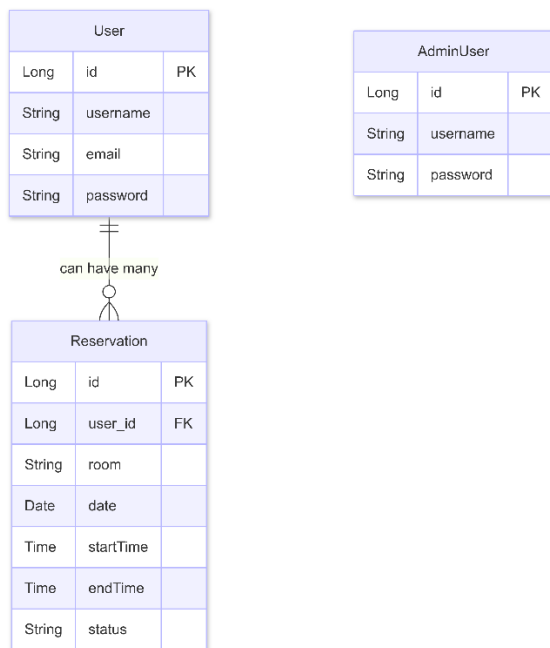 User
Long id PK
String username
String email
String password
can have many
Reservation
Long id PK
Long user_id FK
String room
Date date
Time startTime
Time endTime
String status
AdminUser
Long id PK
String username
String password